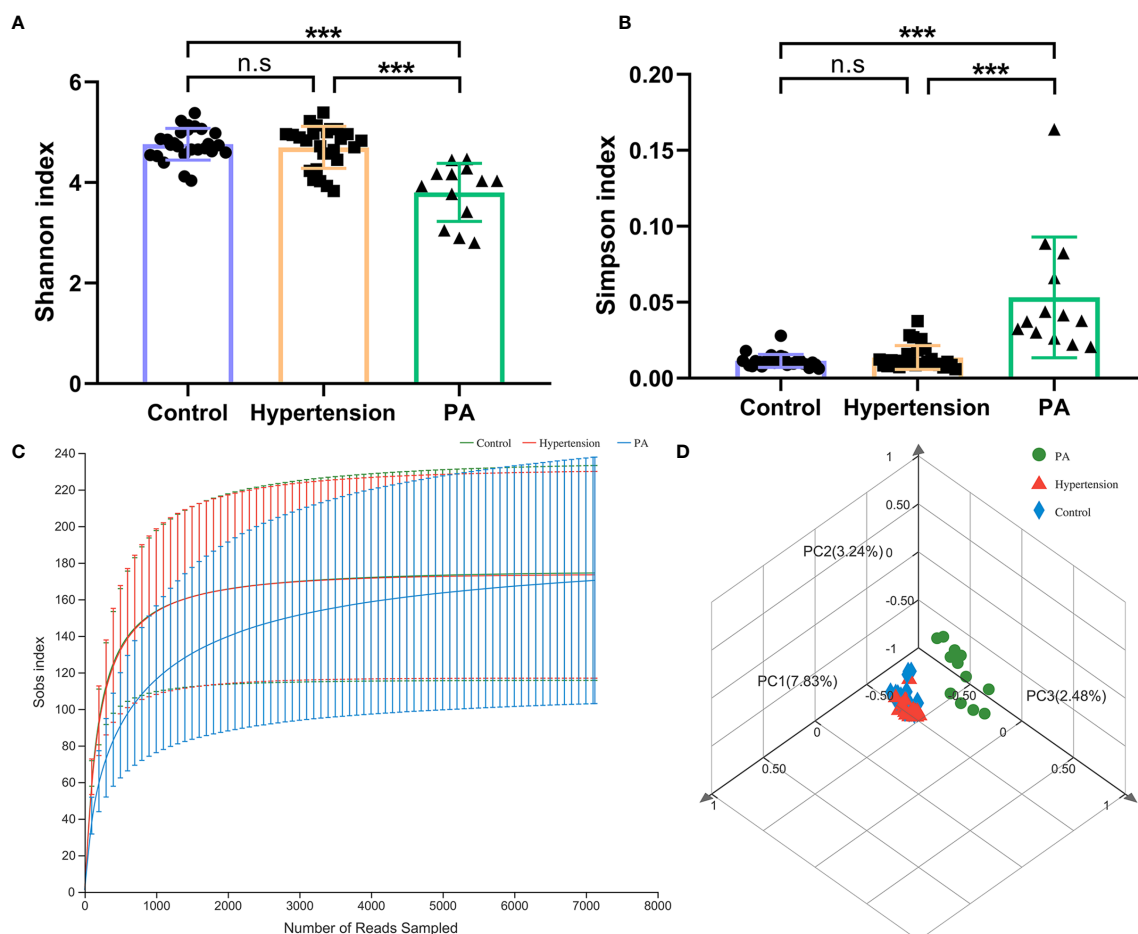 A
***
n.s
***
6
4
2
0
Shannon index
Control
Hypertension
PA
B
***
n.s
***
0.20
0.15
0.10
0.05
0.00
Simpson index
Control
Hypertension
PA
C
Control
Hypertension
PA
240
220
200
180
160
140
120
100
80
60
40
20
0
Sobs index
0
1000
2000
3000
4000
5000
6000
7000
8000
Number of Reads Sampled
D
PA
Hypertension
Control
1
0.50
PC2(3.24%)
0
-0.50
-1
PC1(7.83%)
-0.50
-0.50
PC3(2.48%)
0
0
0.50
0.50
1
1